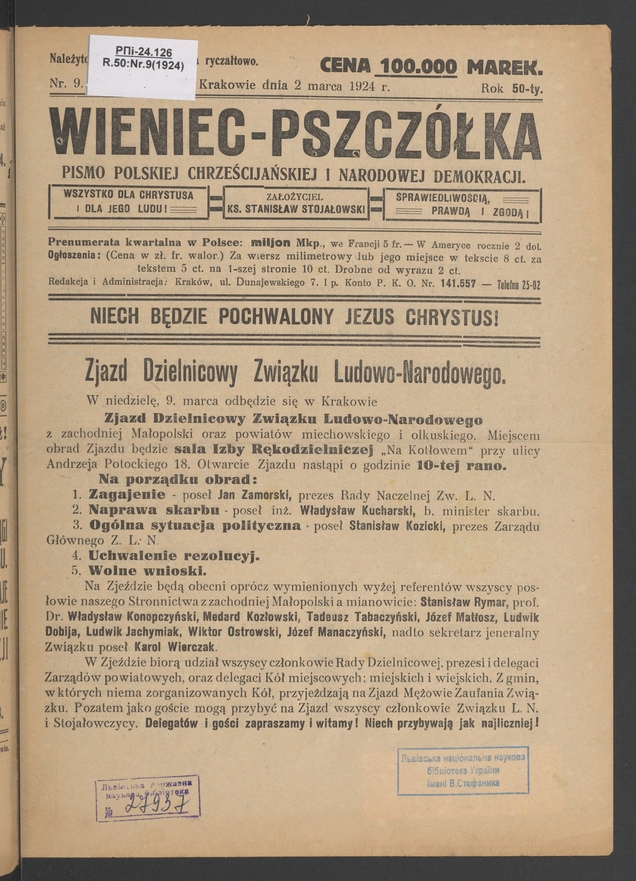 РПі-24.126
R.50:Nr.9(1924)
ryczałtowo.
CENA 100.000 MAREK.
Nr. 9.
Krakowie dnia 2 marca 1924 r.
Rok 50-ty.
WIENIEC-PSZCZÓŁKA
PISMO POLSKIEJ CHRZEŚCIJAŃSKIEJ I NARODOWEJ DEMOKRACJI.
WSZYSTKO DLA CHRYSTUSA
I DLA JEGO LUDU!
ZAŁOŻYCIEL
KS. STANISŁAW STOJAŁOWSKI
SPRAWIEDLIWOŚCIĄ,
PRAWDĄ I ZGODĄ!
Prenumerata kwartalna w Polsce: miljon Mkp., we Francji 5 fr. — W Ameryce rocznie 2 dol.
Ogłoszenia: (Cena w zł. fr. walor.) Za wiersz milimetrowy lub jego miejsce w tekscie 8 ct. za
tekstem 5 ct. na 1-szej stronie 10 ct. Drobne od wyrazu 2 ct.
Redakcja i Administracja: Kraków, ul. Dunajewskiego 7. I p. Konto P. K. O. Nr. 141.557 — Telefon 25-02
NIECH BĘDZIE POCHWALONY JEZUS CHRYSTUS!
Zjazd Dzielnicowy Związku Ludowo-Narodowego.
W niedzielę, 9. marca odbędzie się w Krakowie
Zjazd Dzielnicowy Związku Ludowo-Narodowego
z zachodniej Małopolski oraz powiatów miechowskiego i olkuskiego. Miejscem
obrad Zjazdu będzie sala Izby Rękodzielniczej „Na Kotłowem" przy ulicy
Andrzeja Potockiego 18. Otwarcie Zjazdu nastąpi o godzinie 10-tej rano.
Na porządku obrad:
1. Zagajenie - poseł Jan Zamorski, prezes Rady Naczelnej Zw. L. N.
2. Naprawa skarbu - poseł inż. Władysław Kucharski, b. minister skarbu.
3. Ogólna sytuacja polityczna - poseł Stanisław Kozicki, prezes Zarządu
Głównego Z. L. N.
4. Uchwalenie rezolucyj.
5. Wolne wnioski.
Na Zjeździe będą obecni oprócz wymienionych wyżej referentów wszyscy pos-
łowie naszego Stronnictwa z zachodniej Małopolski a mianowicie: Stanisław Rymar, prof.
Dr. Władysław Konopczyński, Medard Kozłowski, Tadeusz Tabaczyński, Józef Matłosz, Ludwik
Dobija, Ludwik Jachymiak, Wiktor Ostrowski, Józef Manaczyński, nadto sekretarz jeneralny
Związku poseł Karol Wierczak.
W Zjeździe biorą udział wszyscy członkowie Rady Dzielnicowej, prezesi i delegaci
Zarządów powiatowych, oraz delegaci Kół miejscowych: miejskich i wiejskich. Z gmin,
w których niema zorganizowanych Kół, przyjeżdzają na Zjazd Mężowie Zaufania Zwią-
zku. Pozatem jako goście mogą przybyć na Zjazd wszyscy członkowie Związku L. N.
i Stojałowczycy. Delegatów i gości zapraszamy i witamy! Niech przybywają jak najliczniej!
Львівська національна наукова
бібліотека України
імені В.Стефаника
Львівська державна
наукова бібліотека
№ 27937